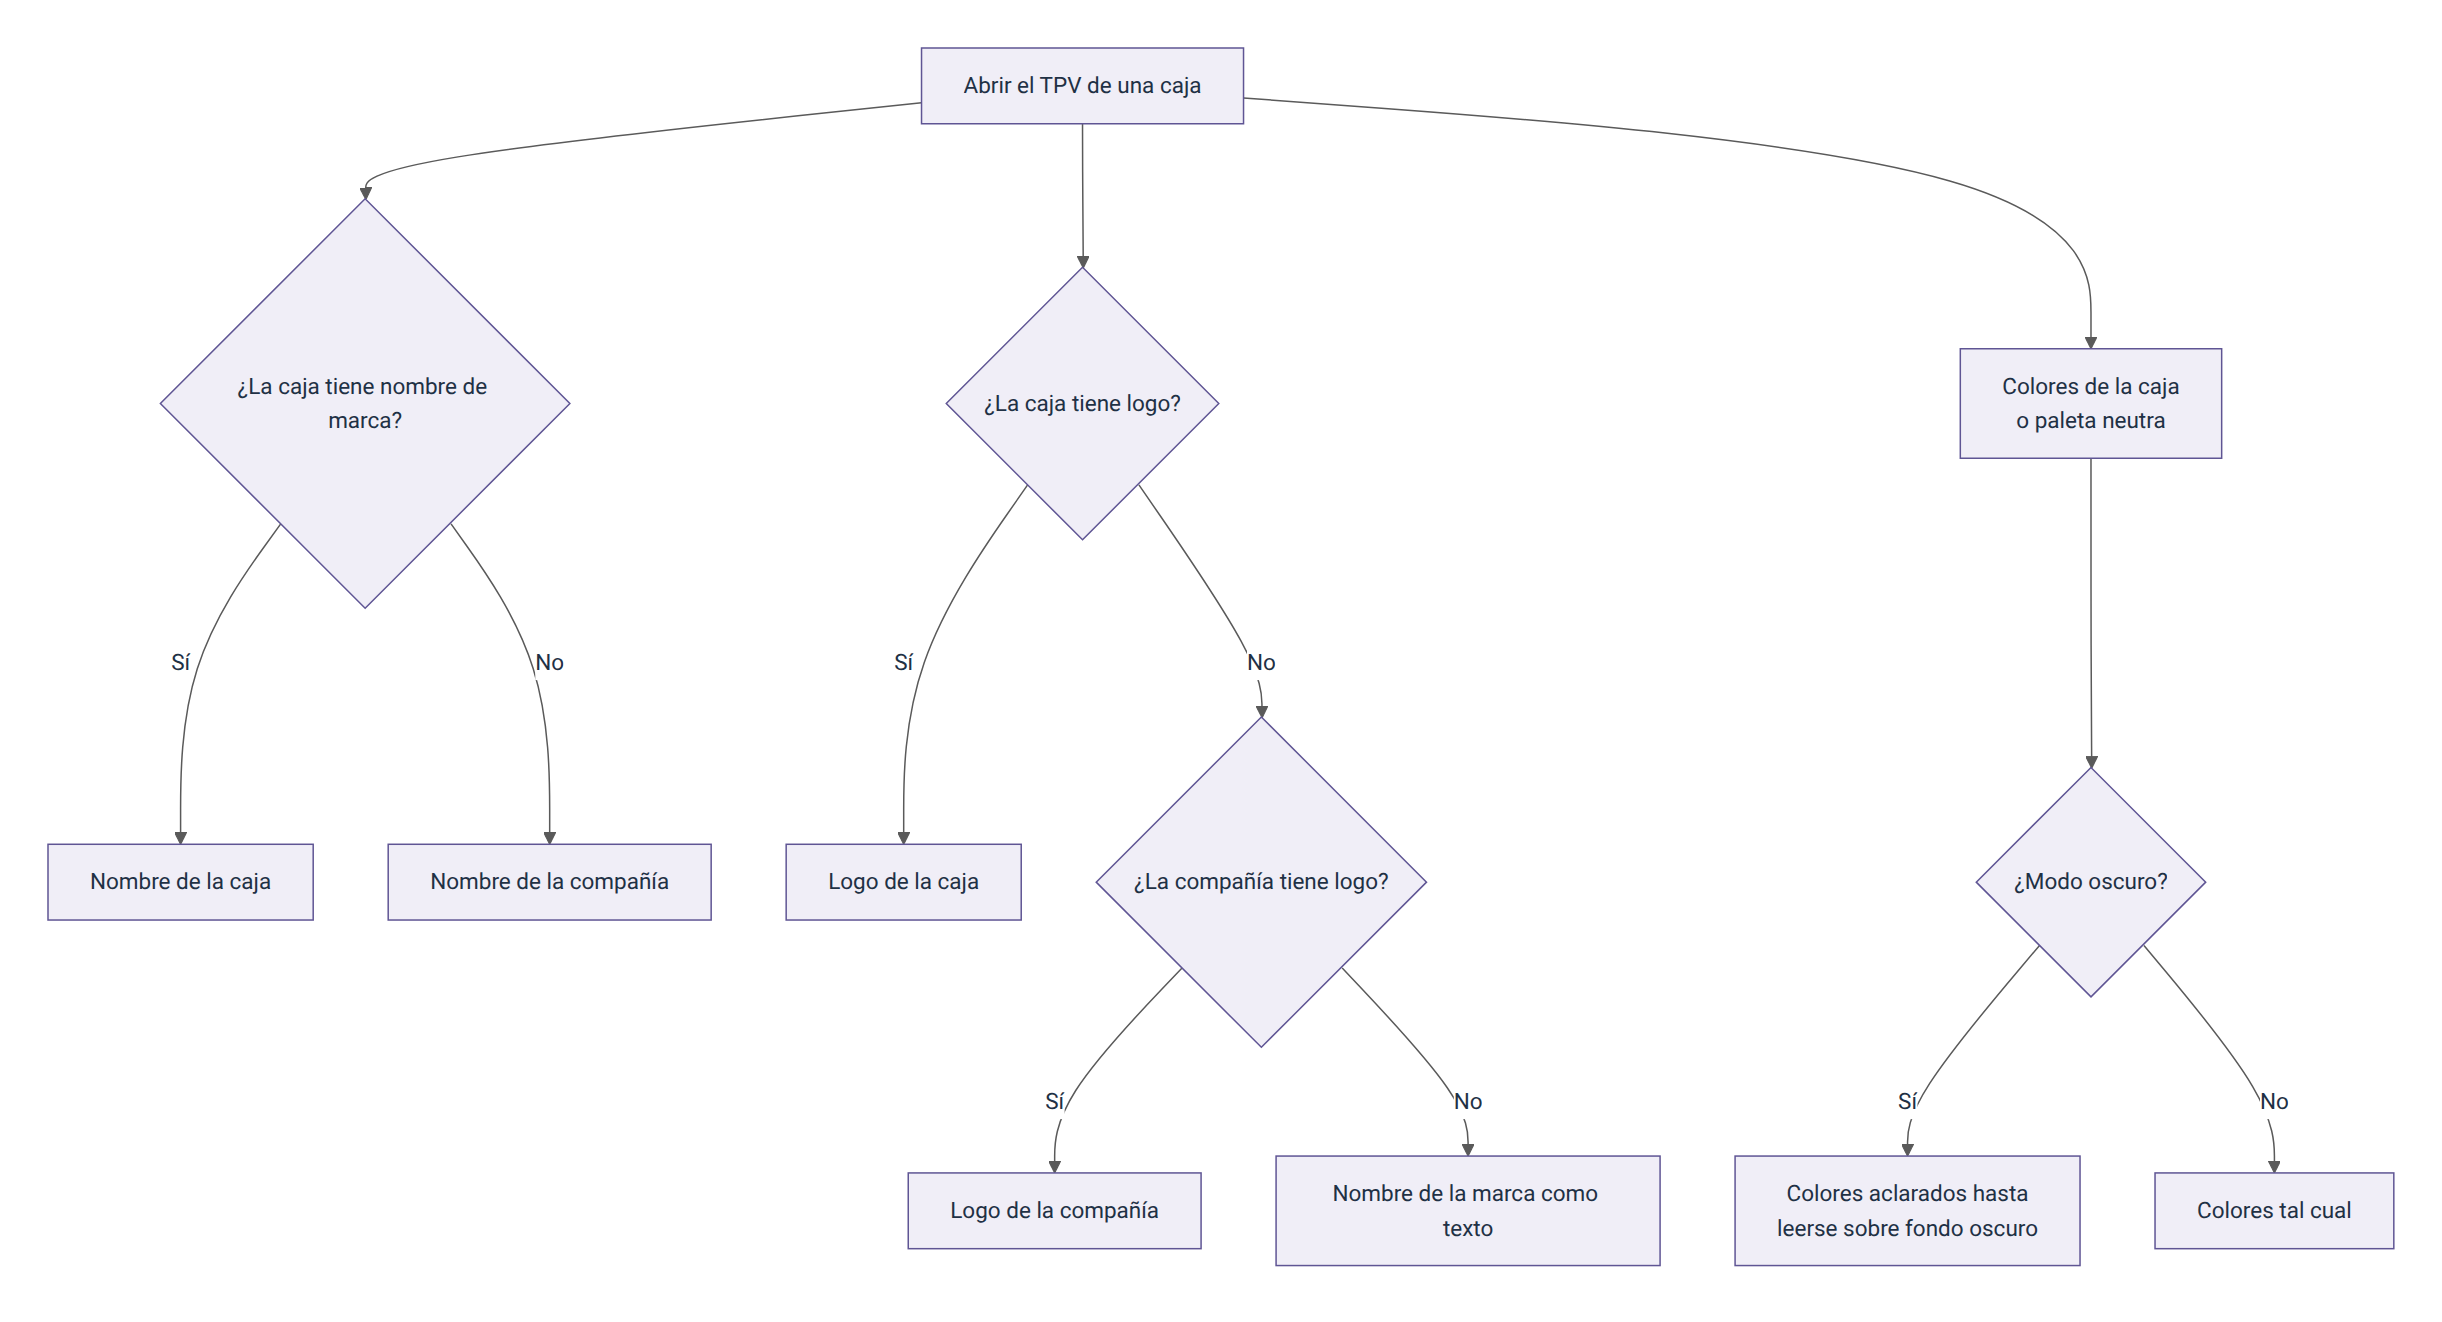 Abrir el TPV de una caja
¿La caja tiene nombre de
marca?
¿La caja tiene logo?
Colores de la caja
o paleta neutra
Sí
No
Sí
No
Nombre de la caja
Nombre de la compañía
Logo de la caja
¿La compañía tiene logo?
¿Modo oscuro?
Sí
No
Sí
No
Logo de la compañía
Nombre de la marca como
texto
Colores aclarados hasta
leerse sobre fondo oscuro
Colores tal cual